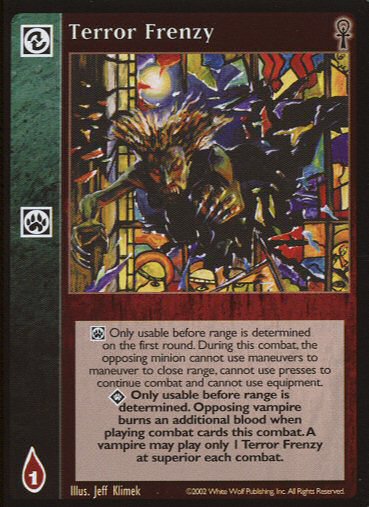 Terror Frenzy
Only usable before range is determined
on the first round. During this combat, the
opposing minion cannot use maneuvers to
maneuver to close range, cannot use presses to
continue combat and cannot use equipment.
Only usable before range is
determined. Opposing vampire
burns an additional blood when
playing combat cards this combat. A
vampire may play only 1 Terror Frenzy
at superior each combat.
1
Illus. Jeff Klimek
©2002 White Wolf Publishing, Inc. All Rights Reserved.